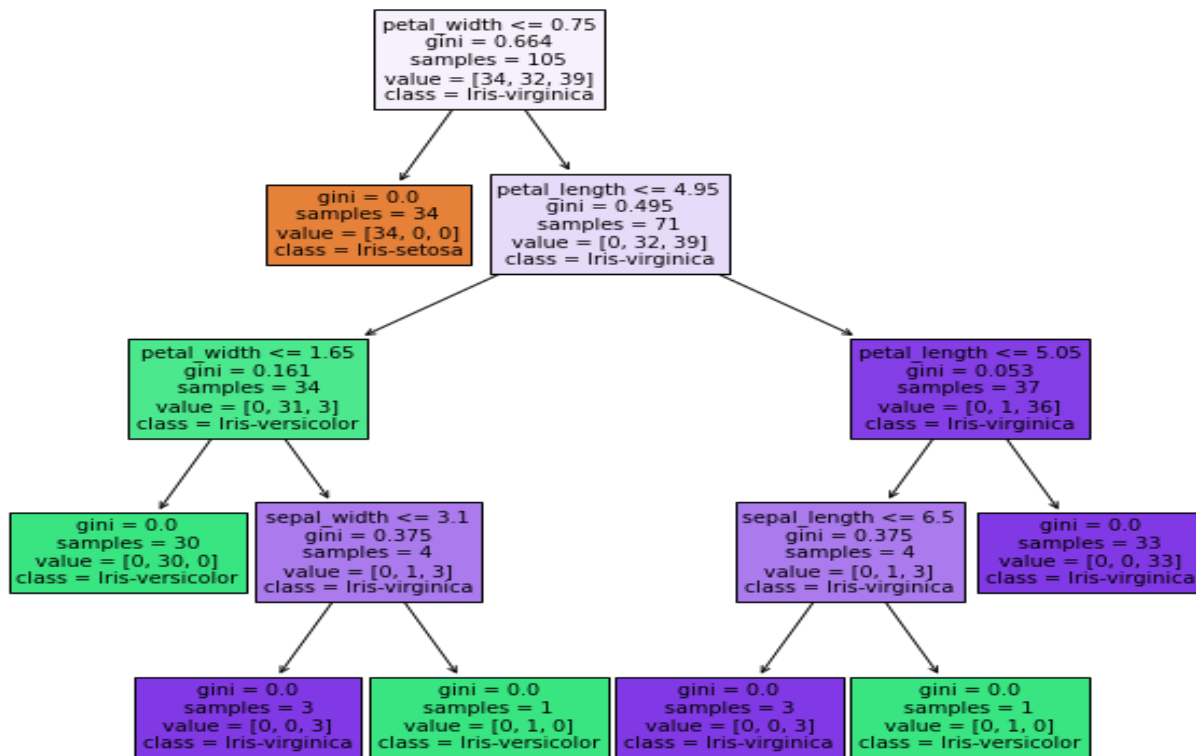 petal_width <= 0.75
gini = 0.664
samples = 105
value = [34, 32, 39]
class = Iris-virginica
gini = 0.0
samples = 34
value = [34, 0, 0]
class = Iris-setosa
petal_length <= 4.95
gini = 0.495
samples = 71
value = [0, 32, 39]
class = Iris-virginica
petal_width <= 1.65
gini = 0.161
samples = 34
value = [0, 31, 3]
class = Iris-versicolor
petal_length <= 5.05
gini = 0.053
samples = 37
value = [0, 1, 36]
class = Iris-virginica
gini = 0.0
samples = 30
value = [0, 30, 0]
class = Iris-versicolor
sepal_width <= 3.1
gini = 0.375
samples = 4
value = [0, 1, 3]
class = Iris-virginica
sepal_length <= 6.5
gini = 0.375
samples = 4
value = [0, 1, 3]
class = Iris-virginica
gini = 0.0
samples = 33
value = [0, 0, 33]
class = Iris-virginica
gini = 0.0
samples = 3
value = [0, 0, 3]
class = Iris-virginica
gini = 0.0
samples = 1
value = [0, 1, 0]
class = Iris-versicolor
gini = 0.0
samples = 3
value = [0, 0, 3]
class = Iris-virginica
gini = 0.0
samples = 1
value = [0, 1, 0]
class = Iris-versicolor